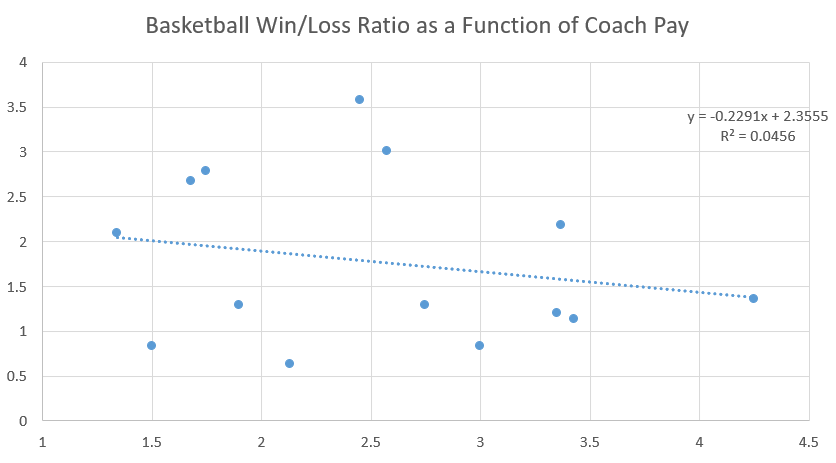 Basketball Win/Loss Ratio as a Function of Coach Pay
4
3.5
y = -0.2291x + 2.3555
R² = 0.0456
3
2.5
2
1.5
1
0.5
0
1 1.5 2 2.5 3 3.5 4 4.5